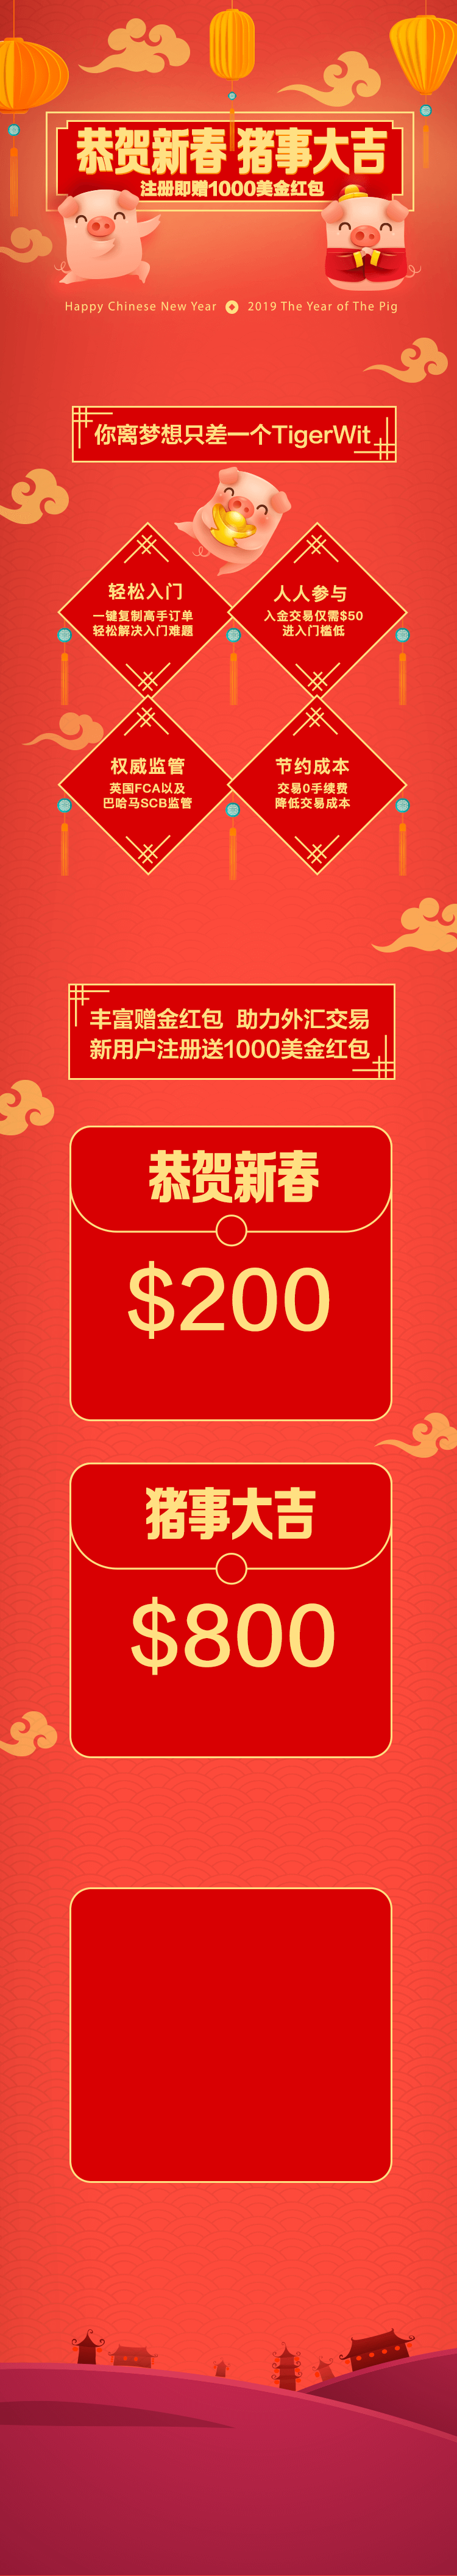 恭贺新春 猪事大吉
注册即赠1000美金红包
Happy Chinese New Year 2019 The Year of The Pig
你离梦想只差一个TigerWit
轻松入门
一键复制高手订单
轻松解决入门难题
人人参与
入金交易仅需$50
进入门槛低
权威监管
英国FCA以及
巴哈马SCB监管
节约成本
交易0手续费
降低交易成本
丰富赠金红包 助力外汇交易
新用户注册送1000美金红包
恭贺新春
$200
猪事大吉
$800